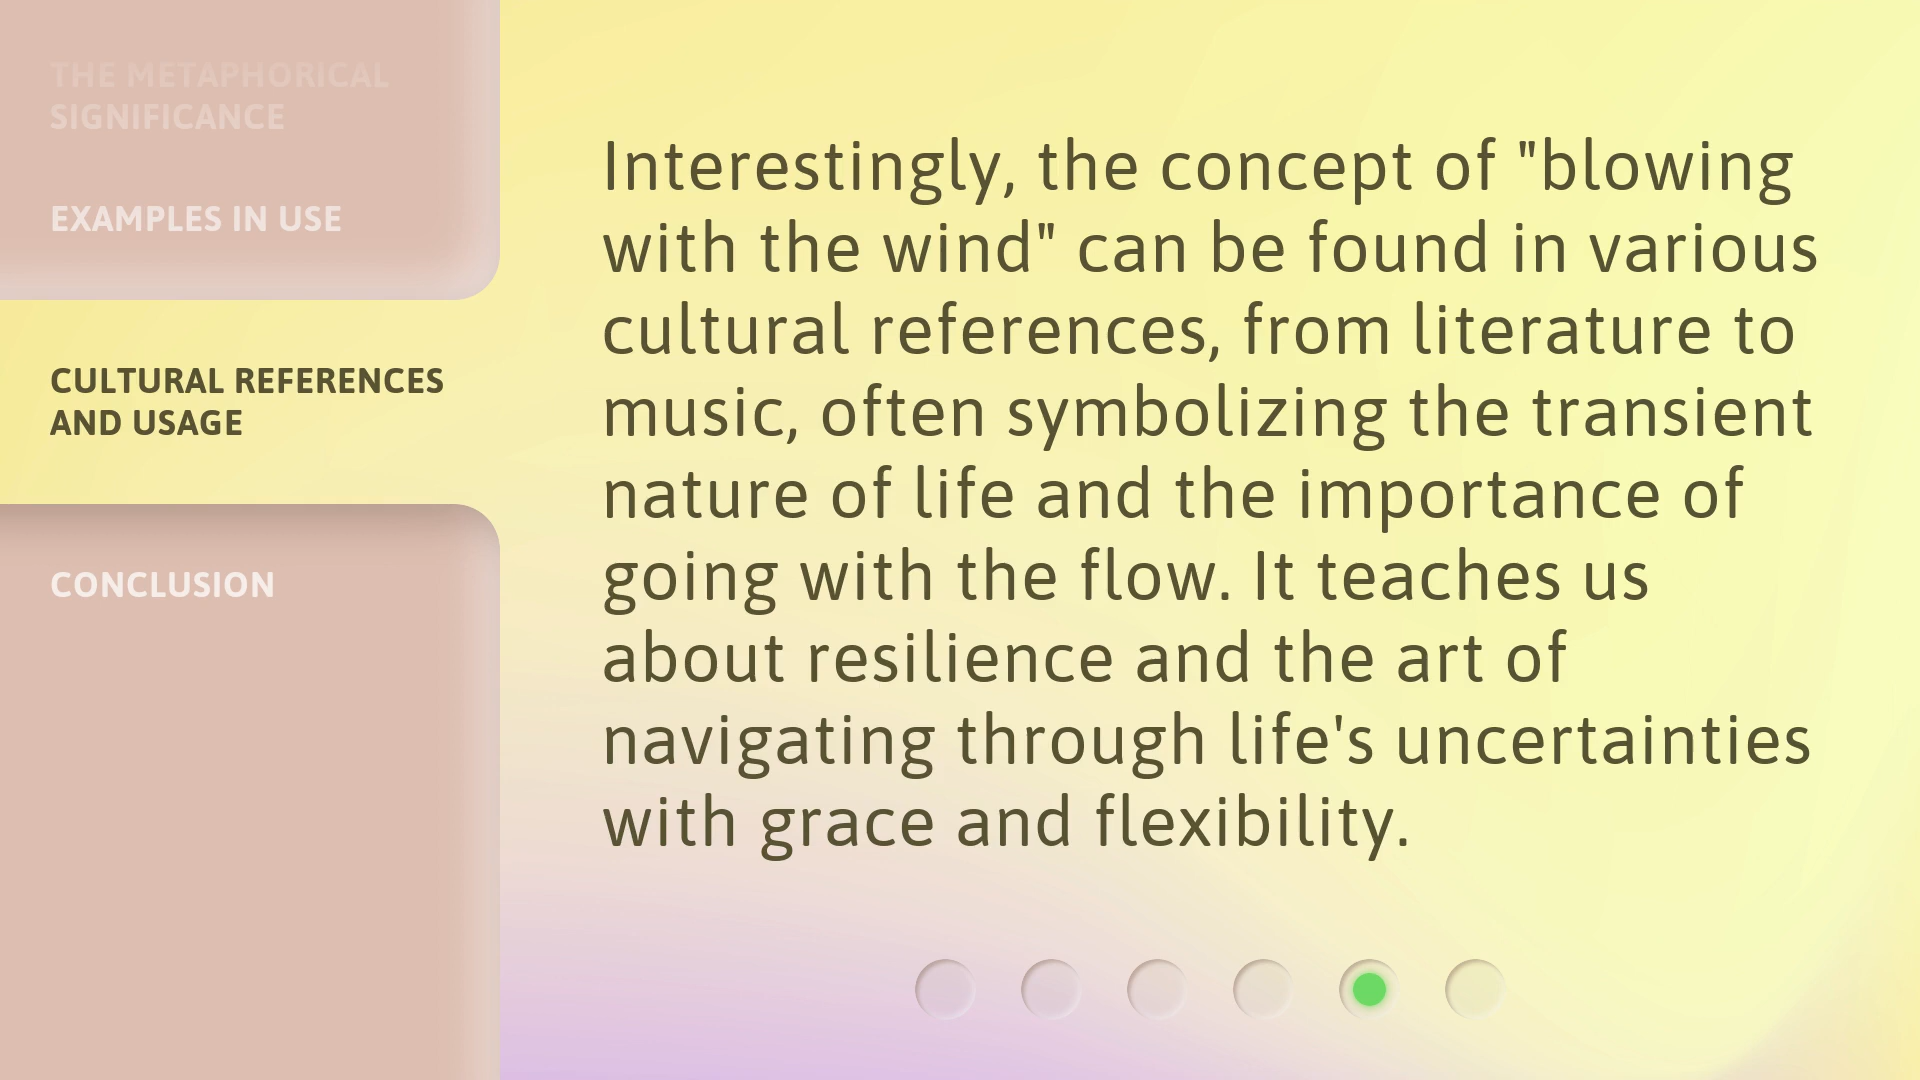 THE METAPHORICAL
SIGNIFICANCE
EXAMPLES IN USE
CULTURAL REFERENCES
AND USAGE
CONCLUSION
Interestingly, the concept of "blowing
with the wind" can be found in various
cultural references, from literature to
music, often symbolizing the transient
nature of life and the importance of
going with the flow. It teaches us
about resilience and the art of
navigating through life's uncertainties
with grace and flexibility.